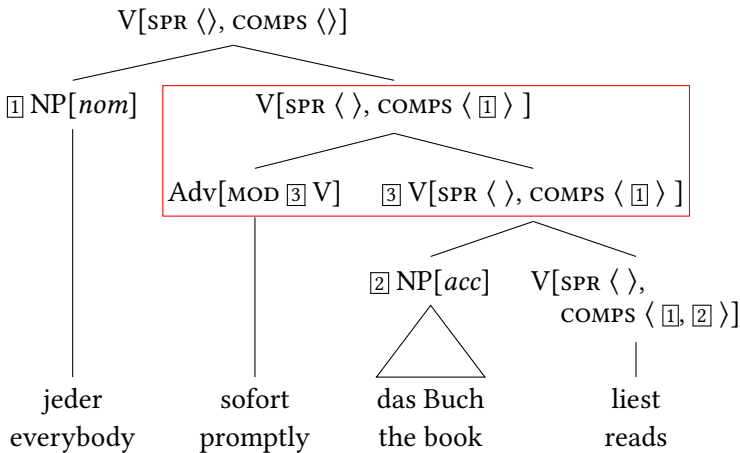 V[SPR ⟨⟩, COMPS ⟨⟩]
1 NP[nom] V[SPR ⟨ ⟩, COMPS ⟨ 1 ⟩ ]
Adv[MOD 3 V] 3 V[SPR ⟨ ⟩, COMPS ⟨ 1 ⟩ ]
2 NP[acc] V[SPR ⟨ ⟩,
COMPS ⟨ 1, 2 ⟩]
jeder sofort das Buch liest
everybody promptly the book reads